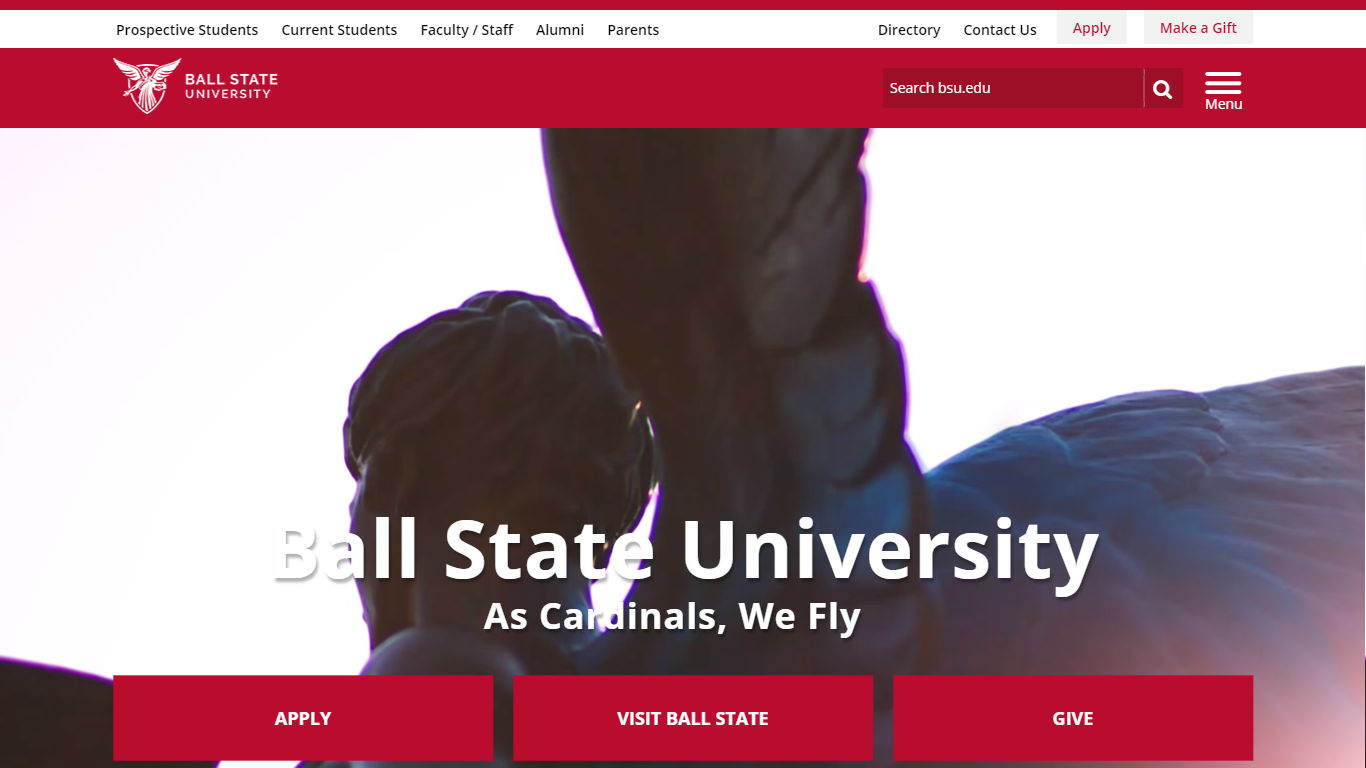 Prospective Students Current Students Faculty / Staff Alumni Parents Directory Contact Us Apply Make a Gift
BALL STATE
UNIVERSITY
Search bsu.edu
Menu
Ball State University
As Cardinals, We Fly
APPLY VISIT BALL STATE GIVE